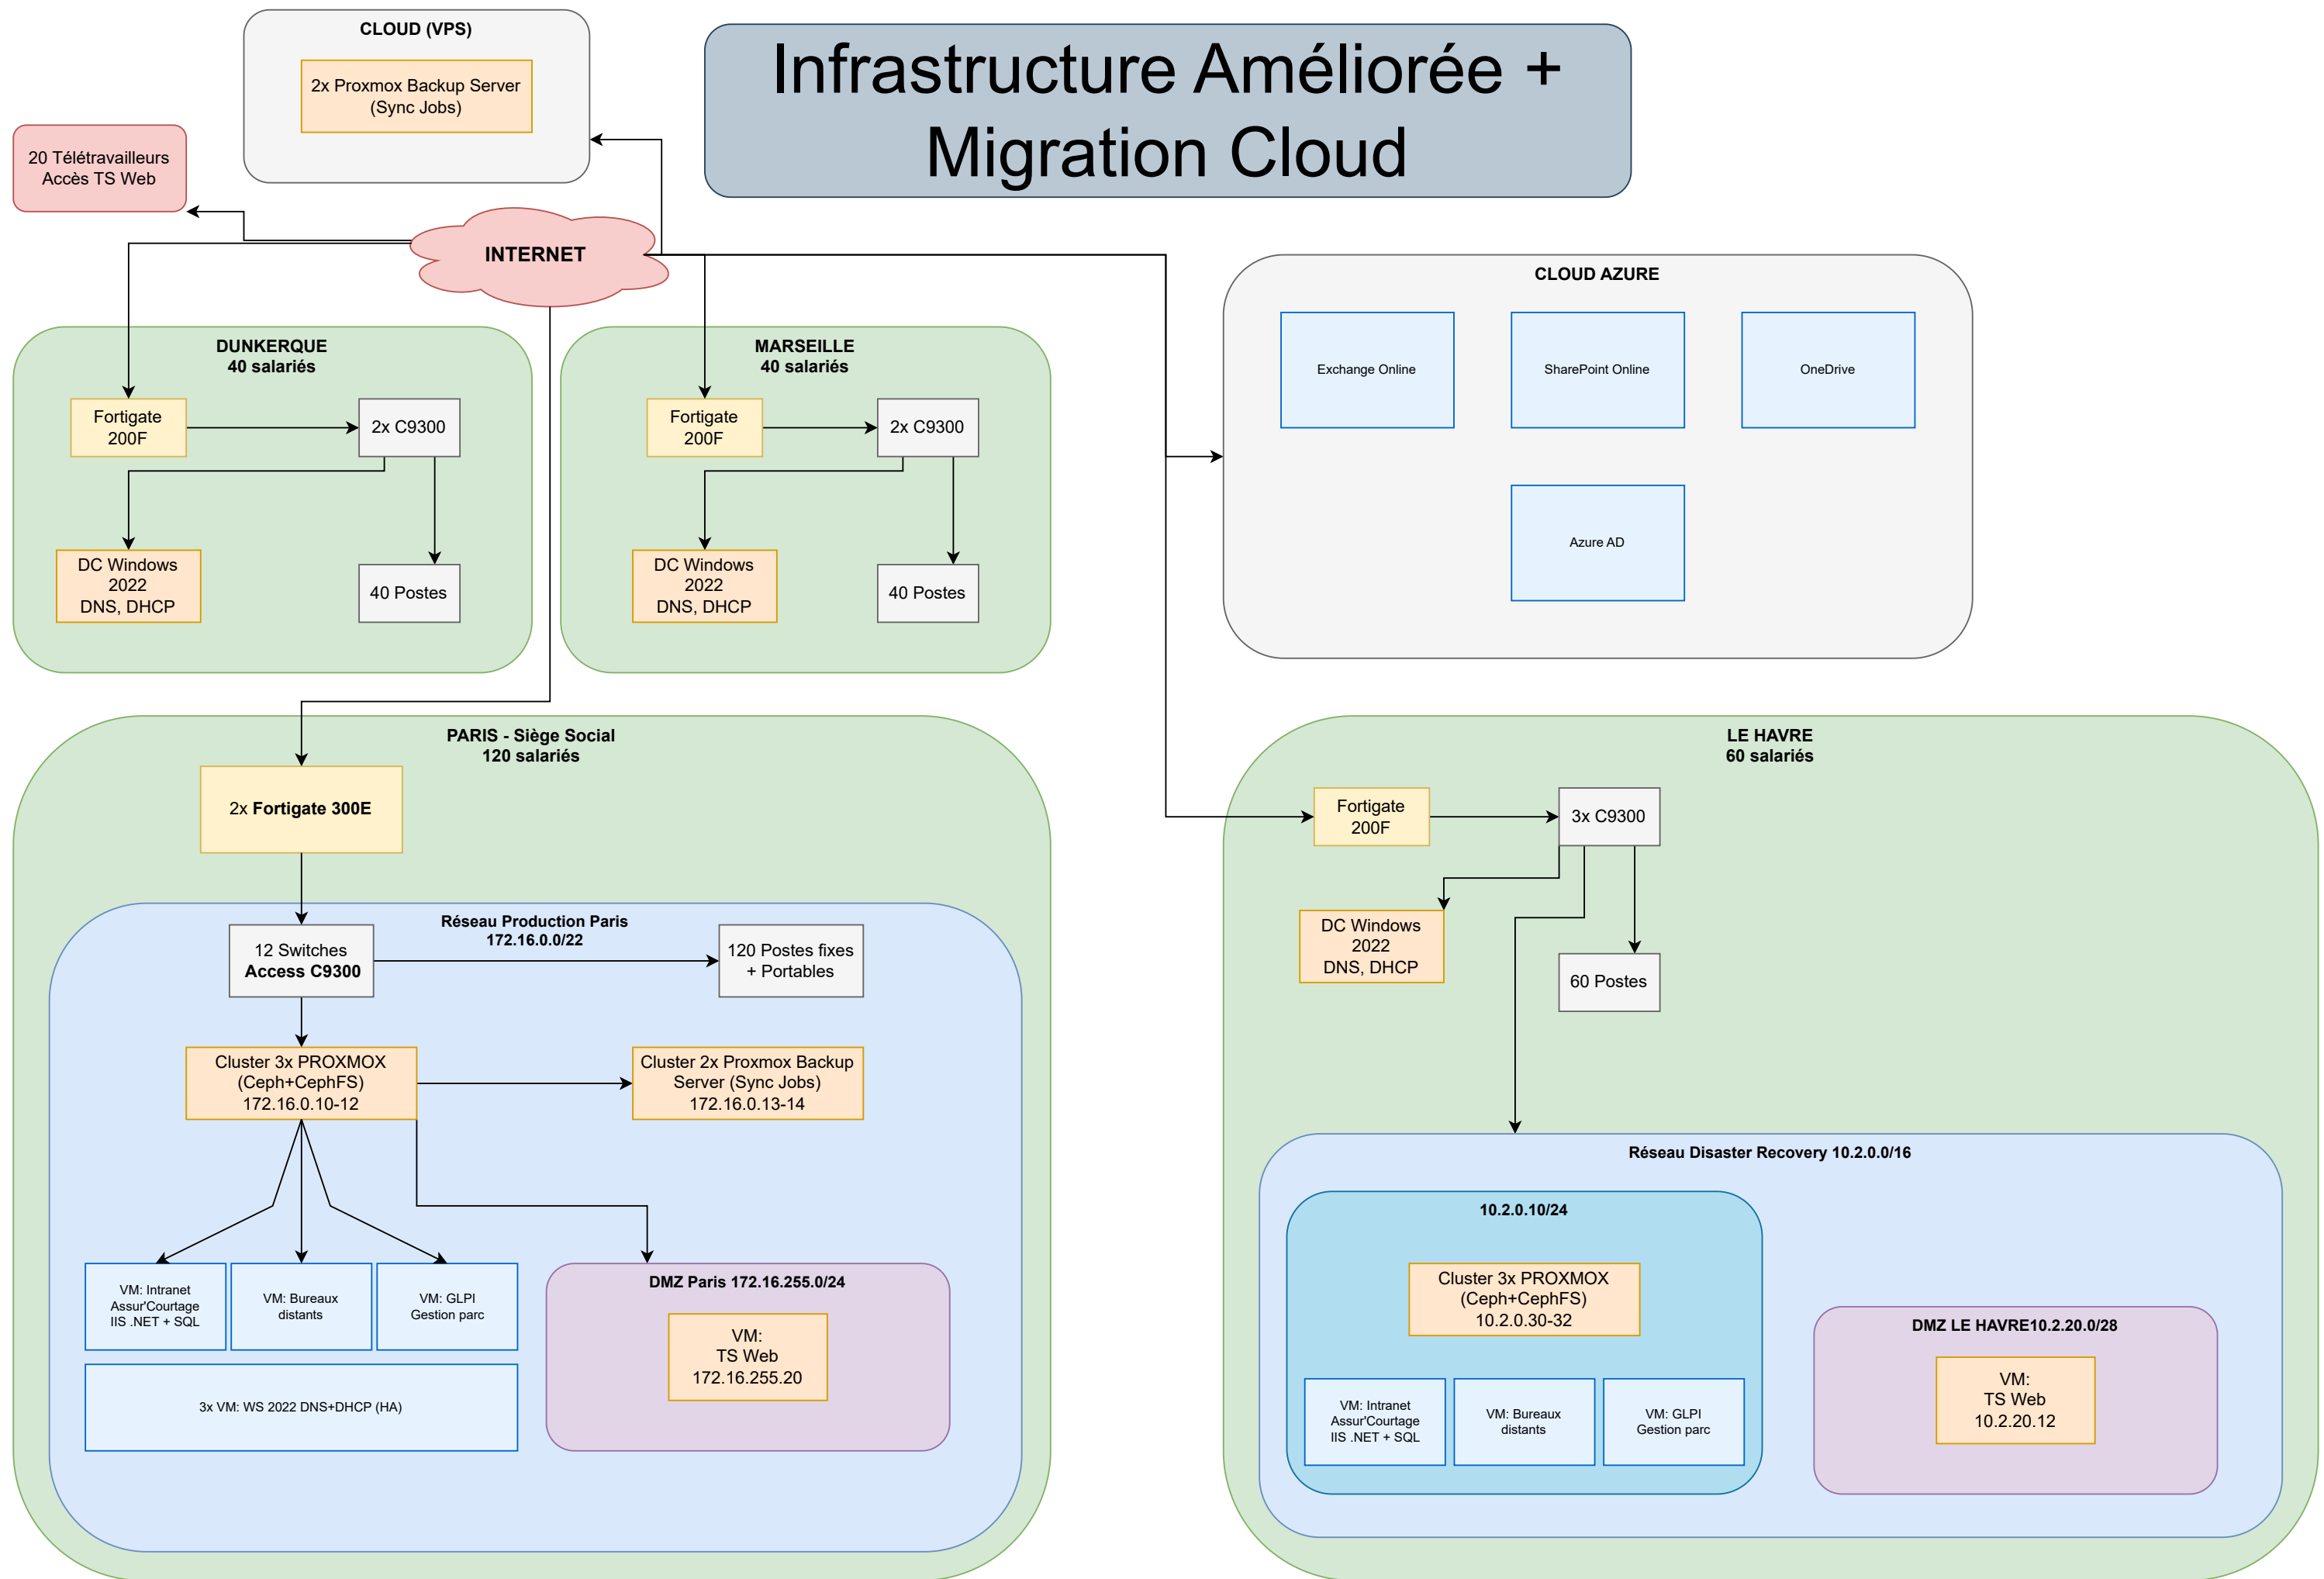 CLOUD (VPS)
2x Proxmox Backup Server
(Sync Jobs)
Infrastructure Améliorée +
Migration Cloud
20 Télétravailleurs
Accès TS Web
INTERNET
DUNKERQUE
40 salariés
Fortigate
200F
2x C9300
DC Windows
2022
DNS, DHCP
40 Postes
MARSEILLE
40 salariés
Fortigate
200F
2x C9300
DC Windows
2022
DNS, DHCP
40 Postes
CLOUD AZURE
Exchange Online
SharePoint Online
OneDrive
Azure AD
PARIS - Siège Social
120 salariés
2x Fortigate 300E
Réseau Production Paris
172.16.0.0/22
12 Switches
Access C9300
120 Postes fixes
+ Portables
Cluster 3x PROXMOX
(Ceph+CephFS)
172.16.0.10-12
Cluster 2x Proxmox Backup
Server (Sync Jobs)
172.16.0.13-14
VM: Intranet
Assur'Courtage
IIS .NET + SQL
VM: Bureaux
distants
VM: GLPI
Gestion parc
3x VM: WS 2022 DNS+DHCP (HA)
DMZ Paris 172.16.255.0/24
VM:
TS Web
172.16.255.20
LE HAVRE
60 salariés
Fortigate
200F
3x C9300
DC Windows
2022
DNS, DHCP
60 Postes
Réseau Disaster Recovery 10.2.0.0/16
10.2.0.10/24
Cluster 3x PROXMOX
(Ceph+CephFS)
10.2.0.30-32
VM: Intranet
Assur'Courtage
IIS .NET + SQL
VM: Bureaux
distants
VM: GLPI
Gestion parc
DMZ LE HAVRE10.2.20.0/28
VM:
TS Web
10.2.20.12